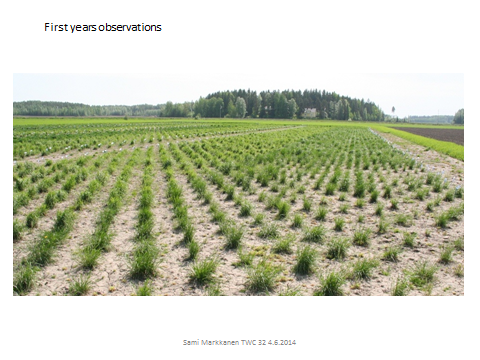 First years observations
Sami Markkanen TWC 32 4.6.2014